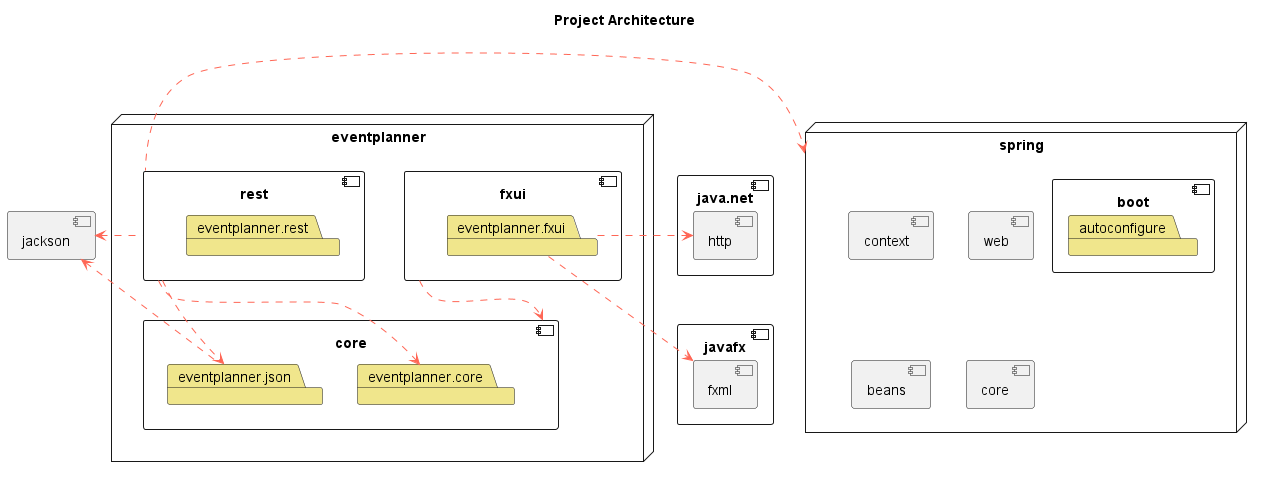 Project Architecture
eventplanner
spring
rest
fxui
java.net
boot
eventplanner.rest
eventplanner.fxui
autoconfigure
jackson
http
context
web
core
javafx
eventplanner.json
eventplanner.core
fxml
beans
core